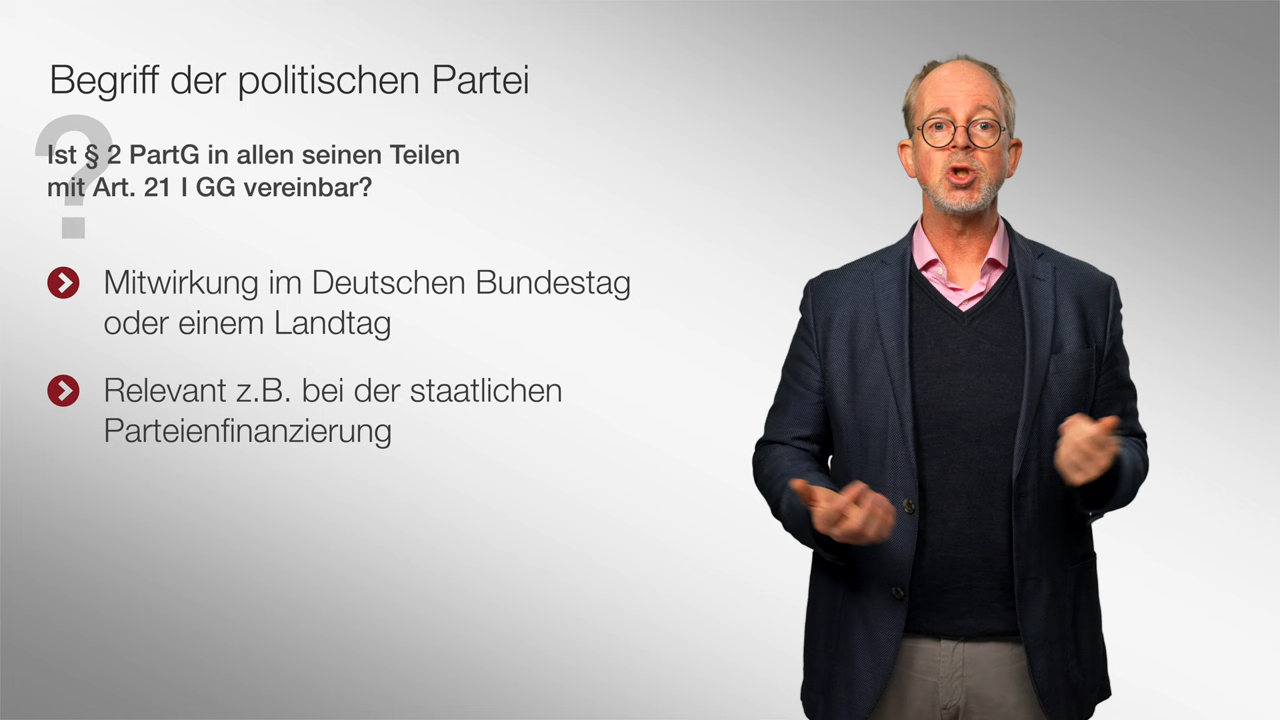 Begriff der politischen Partei
?
Ist § 2 PartG in allen seinen Teilen
mit Art. 21 I GG vereinbar?
Mitwirkung im Deutschen Bundestag
oder einem Landtag
Relevant z.B. bei der staatlichen
Parteienfinanzierung